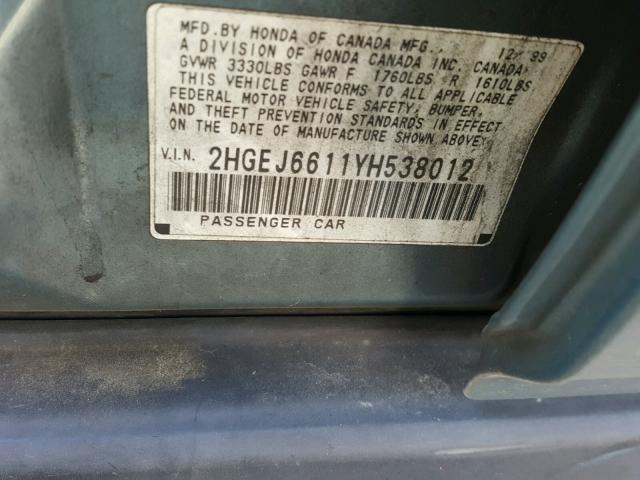 MFD. BY HONDA OF CANADA MFG., 12/99
A DIVISION OF HONDA CANADA INC. CANADA
GVWR 3330LBS GAWR F 1760LBS R 1610LBS
THIS VEHICLE CONFORMS TO ALL APPLICABLE
FEDERAL MOTOR VEHICLE SAFETY, BUMPER,
AND THEFT PREVENTION STANDARDS IN EFFECT
ON THE DATE OF MANUFACTURE SHOWN ABOVE.
V.I.N. 2HGEJ6611YH538012
PASSENGER CAR